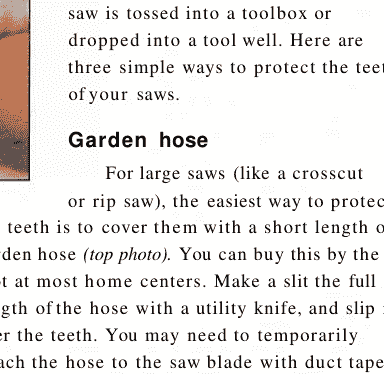 saw is tossed into a toolbox or
dropped into a tool well. Here are
three simple ways to protect the
of your saws.
Garden hose
For large saws (like a crosscut
or rip saw), the easiest way to
teeth is to cover them with a short length
hose (top photo). You can buy this by the
at most home centers. Make a slit the full
of the hose with a utility knife, and slip
the teeth. You may need to temporarily
the hose to the saw blade with duct tape